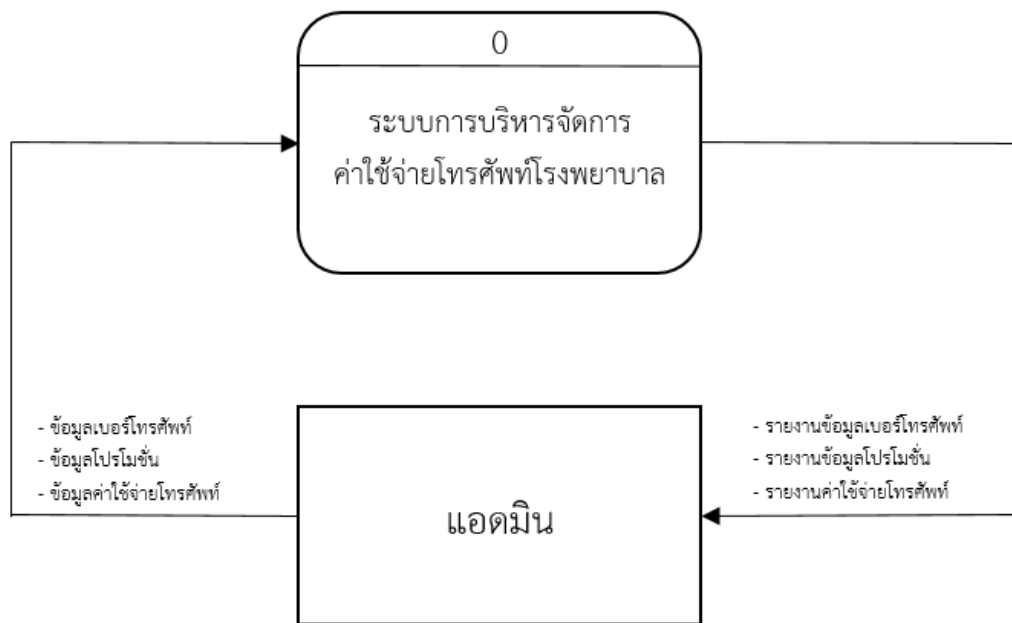 0
ระบบการบริหารจัดการ
ค่าใช้จ่ายโทรศัพท์โรงพยาบาล
- ข้อมูลเบอร์โทรศัพท์
- ข้อมูลโปรโมชั่น
- ข้อมูลค่าใช้จ่ายโทรศัพท์
แอดมิน
- รายงานข้อมูลเบอร์โทรศัพท์
- รายงานข้อมูลโปรโมชั่น
- รายงานค่าใช้จ่ายโทรศัพท์